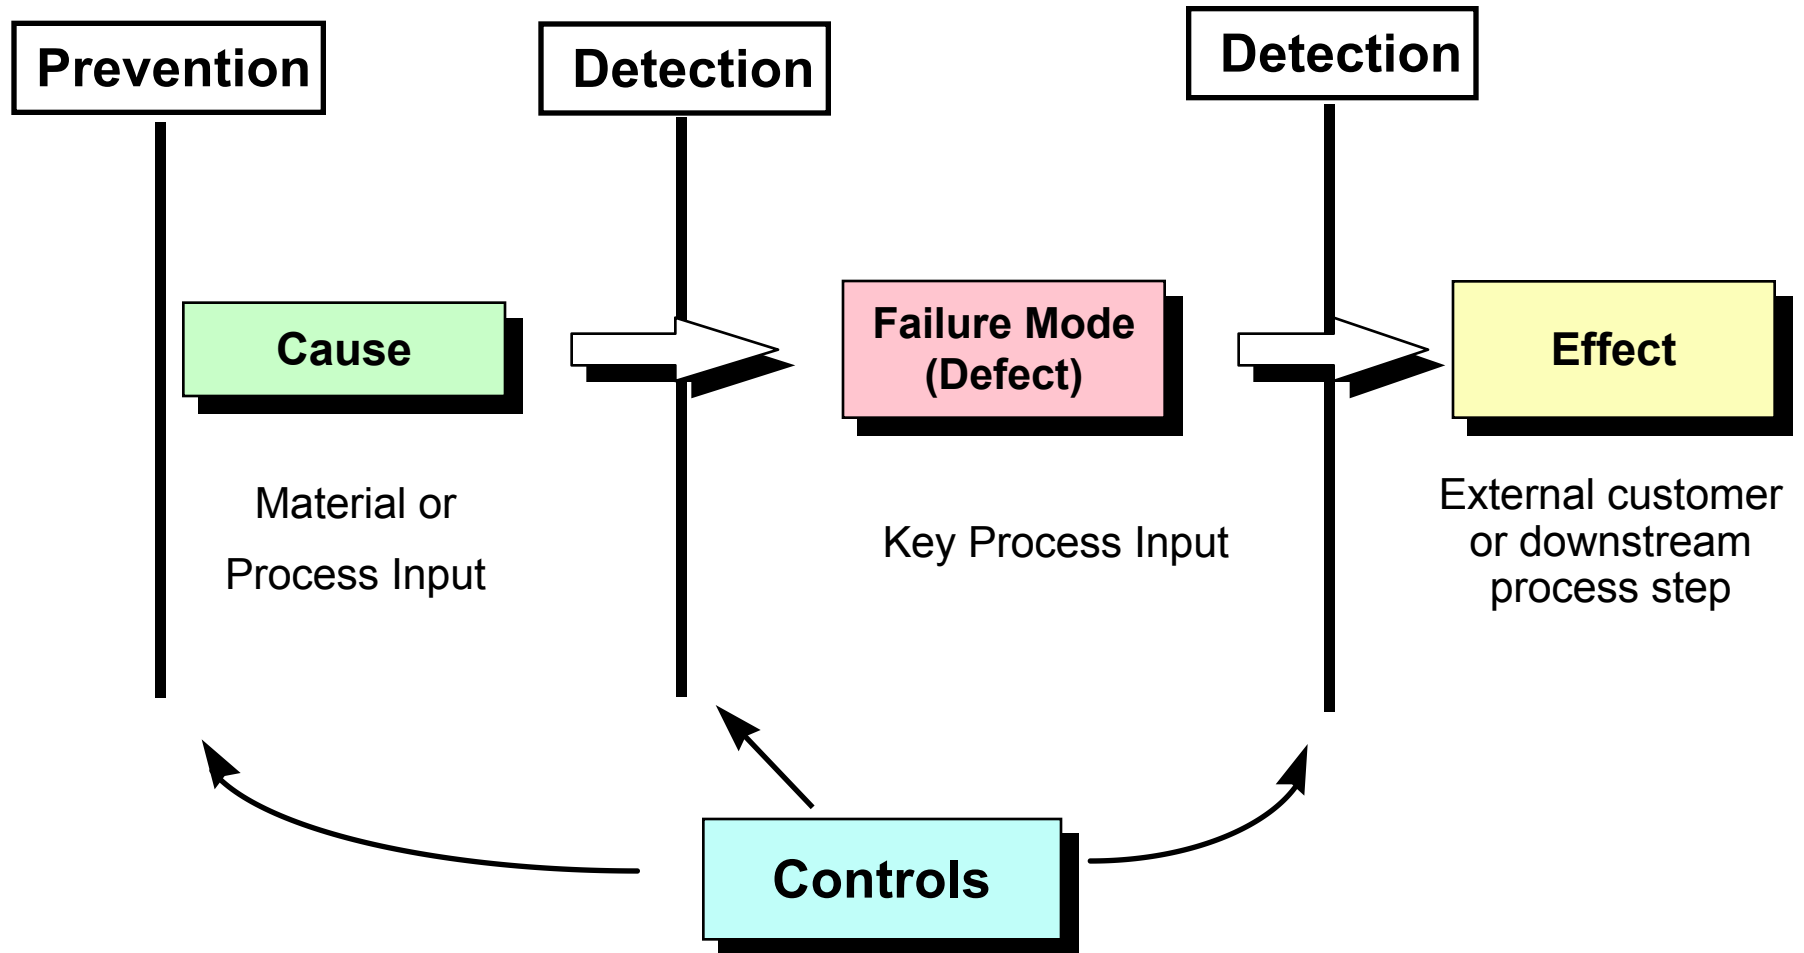 Prevention
Detection
Detection
Cause
Failure Mode
(Defect)
Effect
Material or
Process Input
Key Process Input
External customer
or downstream
process step
Controls